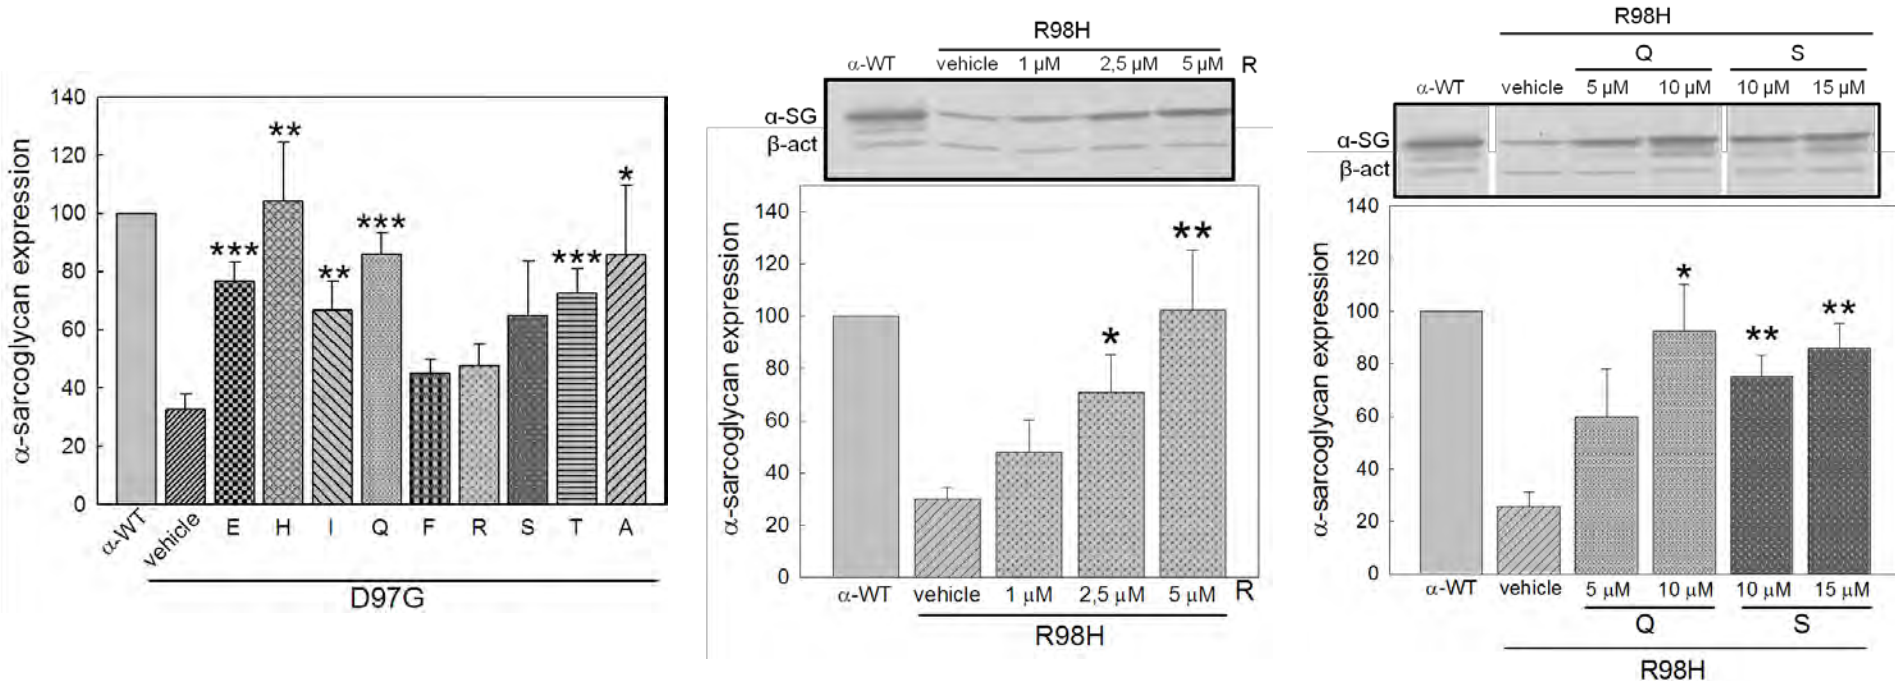 α-sarcoglycan expression
140
120
100
80
60
40
20
0
***
**
**
***
***
*
α-WT
vehicle
E
H
I
Q
F
R
S
T
A
D97G
R98H
α-WT
vehicle
1 µM
2,5 µM
5 µM
R
α-SG
β-act
α-sarcoglycan expression
140
120
100
80
60
40
20
0
*
**
α-WT
vehicle
1 µM
2,5 µM
5 µM
R
R98H
R98H
Q
S
α-WT
vehicle
5 µM
10 µM
10 µM
15 µM
α-SG
β-act
α-sarcoglycan expression
140
120
100
80
60
40
20
0
*
**
**
α-WT
vehicle
5 µM
10 µM
10 µM
15 µM
Q
S
R98H